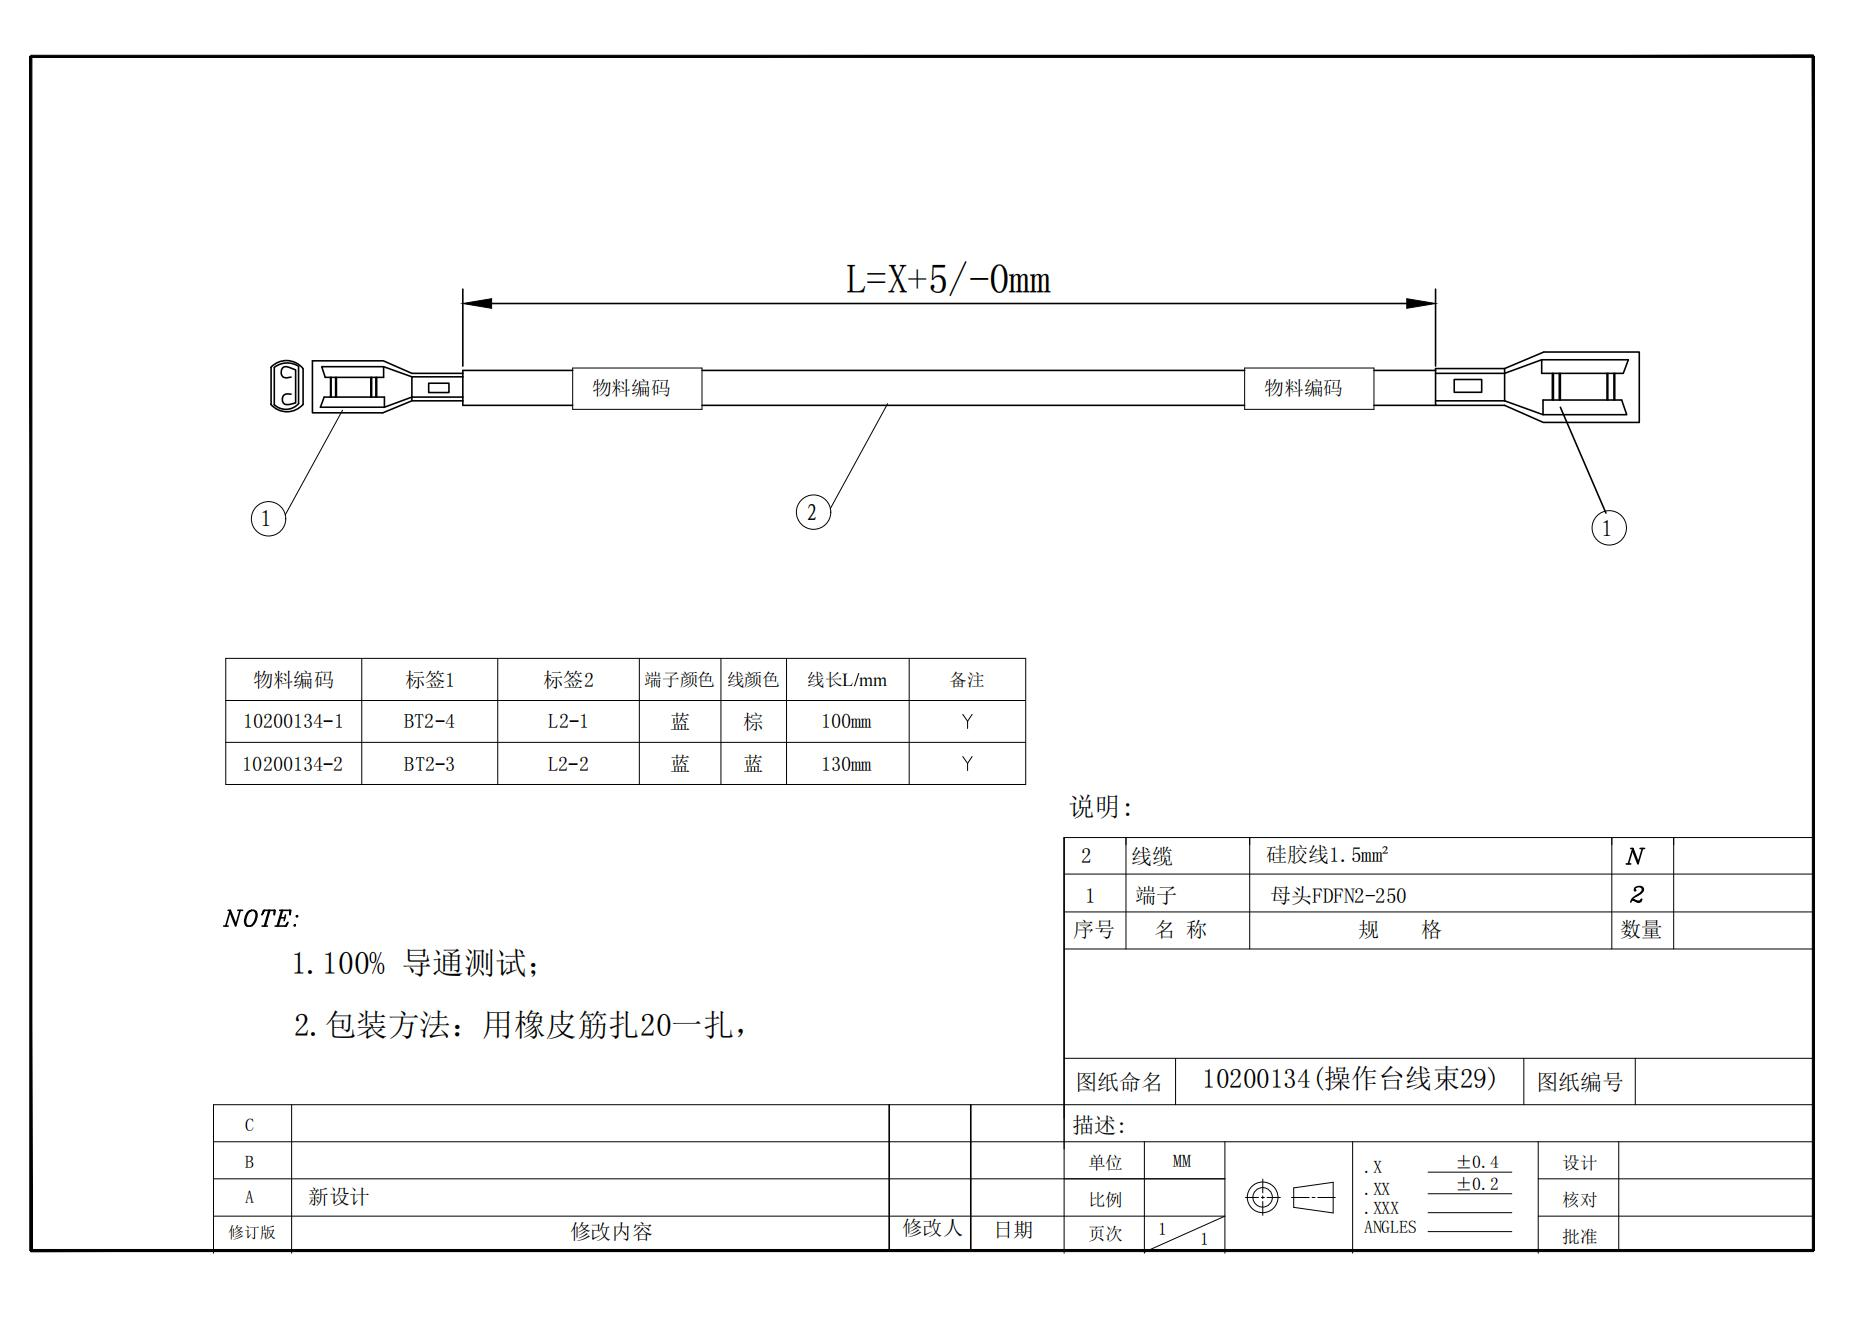 L=X+5/-0mm
物料编码 物料编码
1 2 1
物料编码 标签1 标签2 端子颜色 线颜色 线长L/mm 备注
10200134-1 BT2-4 L2-1 蓝 棕 100mm Y
10200134-2 BT2-3 L2-2 蓝 蓝 130mm Y
说明:
2 线缆 硅胶线1.5mm² N
1 端子 母头FDFN2-250 2
序号 名 称 规 格 数量
NOTE:
1.100% 导通测试;
2.包装方法: 用橡皮筋扎20一扎,
图纸命名 10200134(操作台线束29) 图纸编号
C
B
A 新设计
修订版 修改内容 修改人 日期
描述:
单位 MM
比例
页次 1 1
.X ±0.4
.XX ±0.2
.XXX
ANGLES
设计
核对
批准